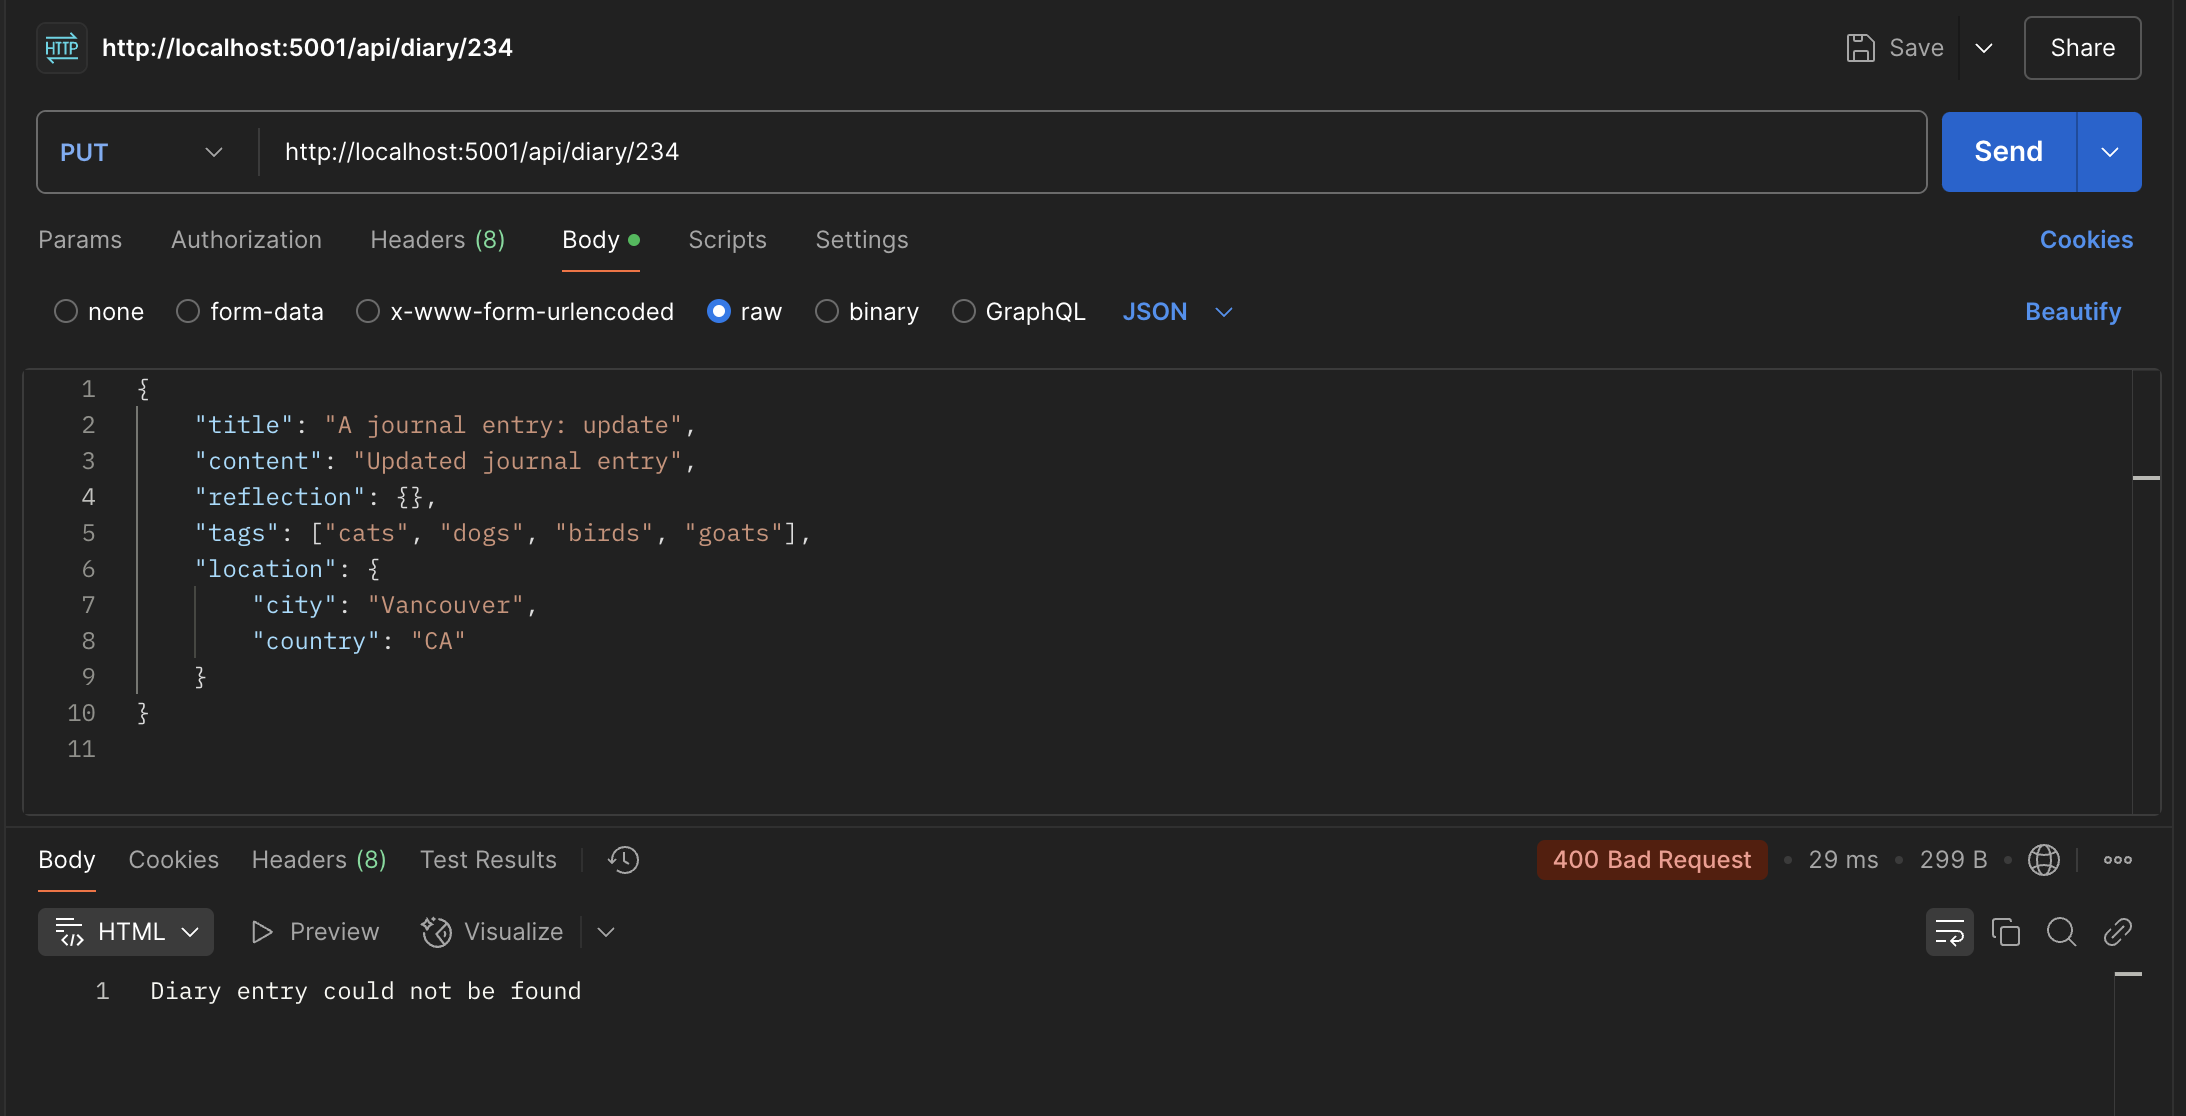 HTTP http://localhost:5001/api/diary/234 Save Share
PUT http://localhost:5001/api/diary/234 Send
Params Authorization Headers (8) Body Scripts Settings Cookies
none form-data x-www-form-urlencoded raw binary GraphQL JSON Beautify
1 {
2 "title": "A journal entry: update",
3 "content": "Updated journal entry",
4 "reflection": {},
5 "tags": ["cats", "dogs", "birds", "goats"],
6 "location": {
7 "city": "Vancouver",
8 "country": "CA"
9 }
10 }
11
Body Cookies Headers (8) Test Results 400 Bad Request • 29 ms • 299 B •
HTML Preview Visualize
1 Diary entry could not be found